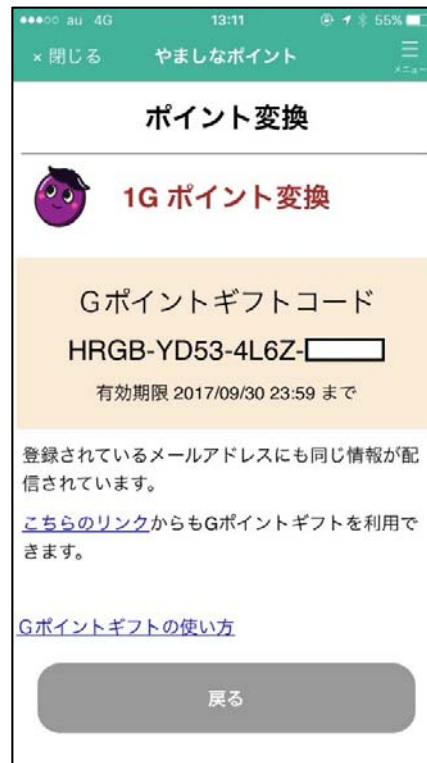 au 4G 13:11 55%
× 閉じる やましなポイント メニュー
ポイント変換
1G ポイント変換
Gポイントギフトコード
HRGB-YD53-4L6Z-
有効期限 2017/09/30 23:59 まで
登録されているメールアドレスにも同じ情報が配
信されています。
こちらのリンクからもGポイントギフトを利用で
きます。
Gポイントギフトの使い方
戻る